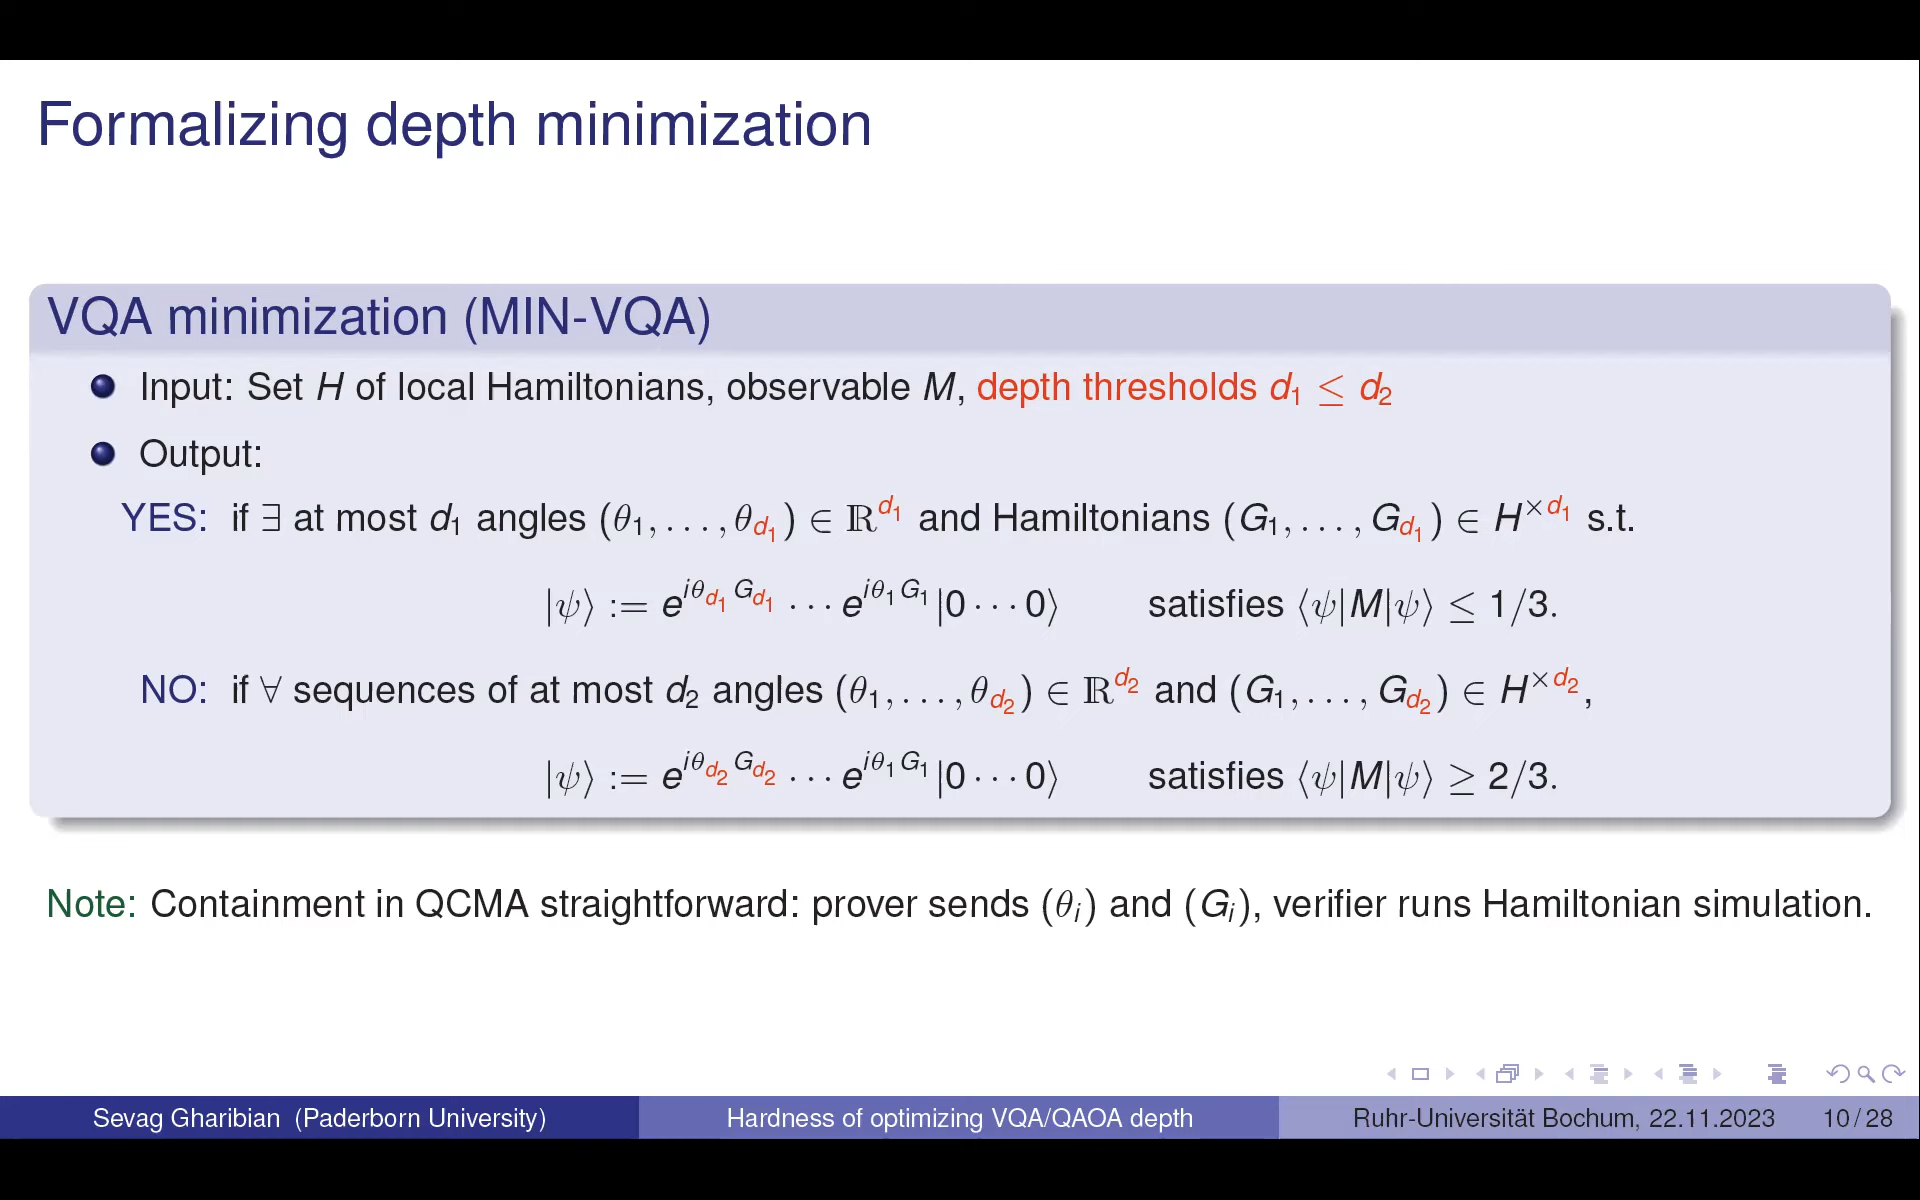 Formalizing depth minimization
VQA minimization (MIN-VQA)
Input: Set H of local Hamiltonians, observable M, depth thresholds d₁ ≤ d₂
Output:
YES: if ∃ at most d₁ angles (θ₁, . . . , θ_{d₁}) ∈ ℝ^{d₁} and Hamiltonians (G₁, . . . , G_{d₁}) ∈ H^{×d₁} s.t.
|ψ⟩ := e^{iθ_{d₁}G_{d₁}} · · · e^{iθ₁G₁}|0 · · · 0⟩ satisfies ⟨ψ|M|ψ⟩ ≤ 1/3.
NO: if ∀ sequences of at most d₂ angles (θ₁, . . . , θ_{d₂}) ∈ ℝ^{d₂} and (G₁, . . . , G_{d₂}) ∈ H^{×d₂},
|ψ⟩ := e^{iθ_{d₂}G_{d₂}} · · · e^{iθ₁G₁}|0 · · · 0⟩ satisfies ⟨ψ|M|ψ⟩ ≥ 2/3.
Note: Containment in QCMA straightforward: prover sends (θᵢ) and (Gᵢ), verifier runs Hamiltonian simulation.
Sevag Gharibian (Paderborn University) Hardness of optimizing VQA/QAOA depth Ruhr-Universität Bochum, 22.11.2023 10 / 28